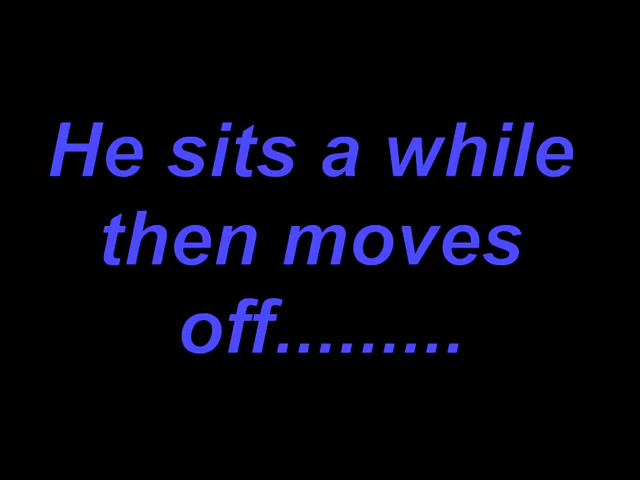 He sits a while
then moves
off.........